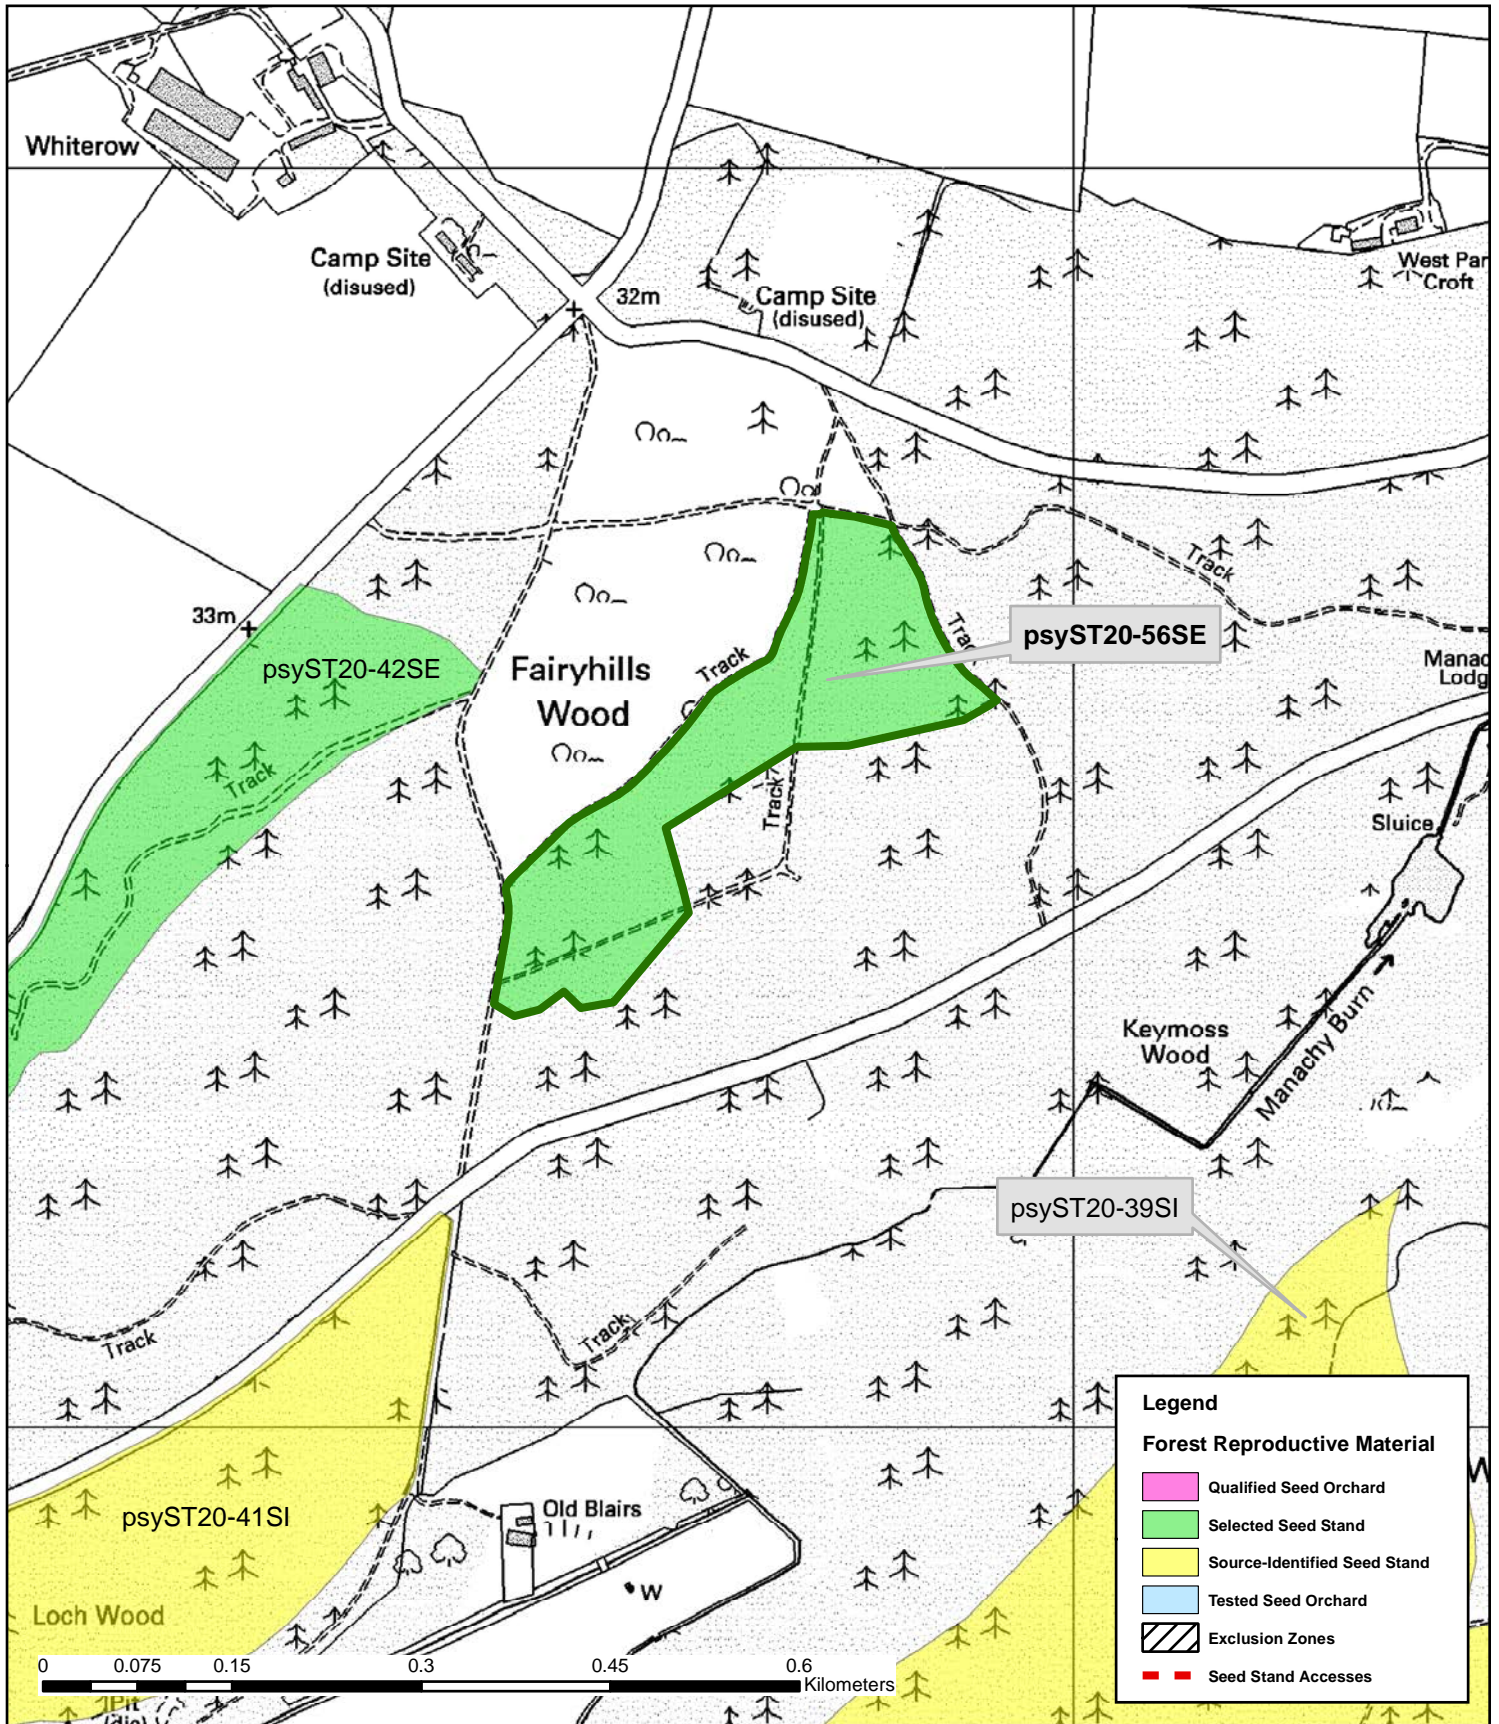 Whiterow
Camp Site
(disused)
32m
Camp Site
(disused)
West Par
Croft
33m
psyST20-42SE
Track
Fairyhills
Wood
Track
Track
psyST20-56SE
Track
Manac
Lodg
Track
Sluice
Keymoss
Wood
Manachy Burn
psyST20-39SI
Track
Track
psyST20-41SI
Old Blairs
W
Loch Wood
W
Legend
Forest Reproductive Material
Qualified Seed Orchard
Selected Seed Stand
Source-Identified Seed Stand
Tested Seed Orchard
Exclusion Zones
Seed Stand Accesses
0 0.075 0.15 0.3 0.45 0.6
Kilometers
Pit
(dis)